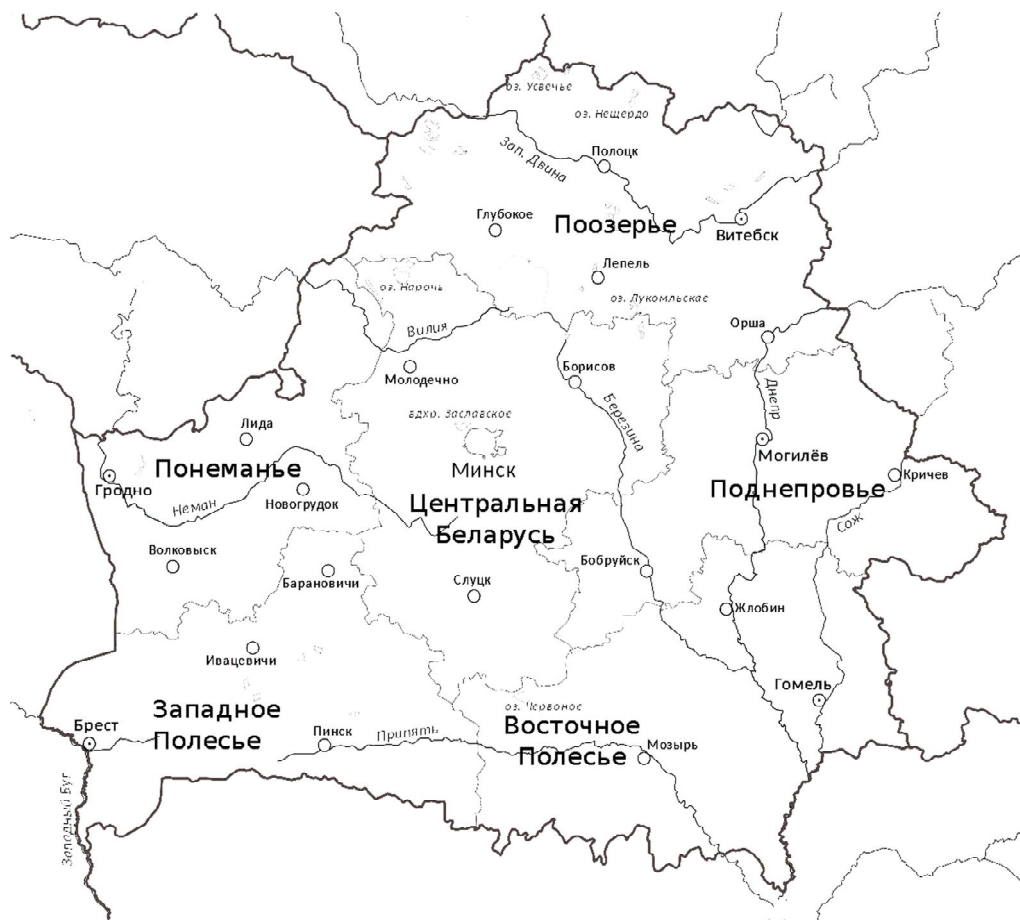 оз. Усвечье
оз. Нещердо
Зап. Двина
Полоцк
Глубокое
Поозерье
Витебск
Лепель
оз. Нарочь
оз. Лукомльскае
Вилия
Орша
Молодечно
Борисов
Березина
Днепр
вдхр. Заславское
Лида
Минск
Могилёв
Понеманье
Гродно
Неман
Новогрудок
Центральная
Беларусь
Поднепровье
Кричев
Сож
Волковыск
Барановичи
Слуцк
Бобруйск
Жлобин
Ивацевичи
Гомель
Западное
Полесье
оз. Червоное
Восточное
Полесье
Брест
Пинск
Припять
Мозырь
Западный Буг